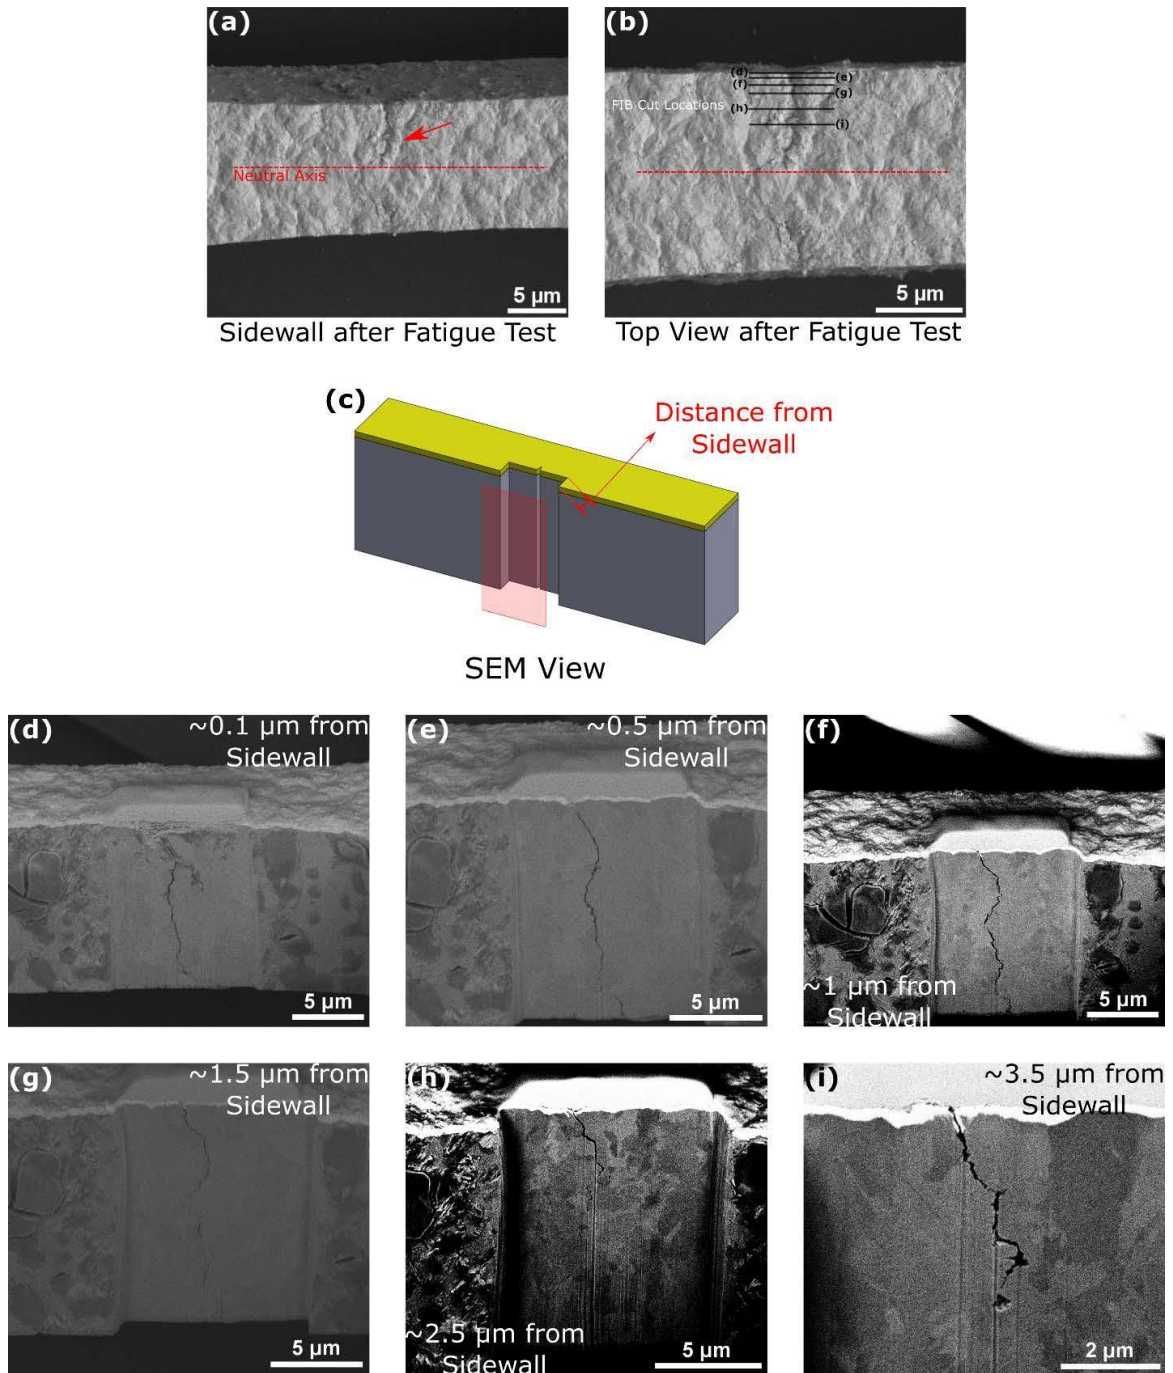 (a)
Neutral Axis
5 µm
Sidewall after Fatigue Test
(b)
(d)
(e)
(f)
(g)
FIB Cut Locations
(h)
(i)
5 µm
Top View after Fatigue Test
(c)
Distance from
Sidewall
SEM View
(d)
~0.1 µm from
Sidewall
5 µm
(e)
~0.5 µm from
Sidewall
5 µm
(f)
~1 µm from
Sidewall
5 µm
(g)
~1.5 µm from
Sidewall
5 µm
(h)
~2.5 µm from
Sidewall
5 µm
(i)
~3.5 µm from
Sidewall
2 µm